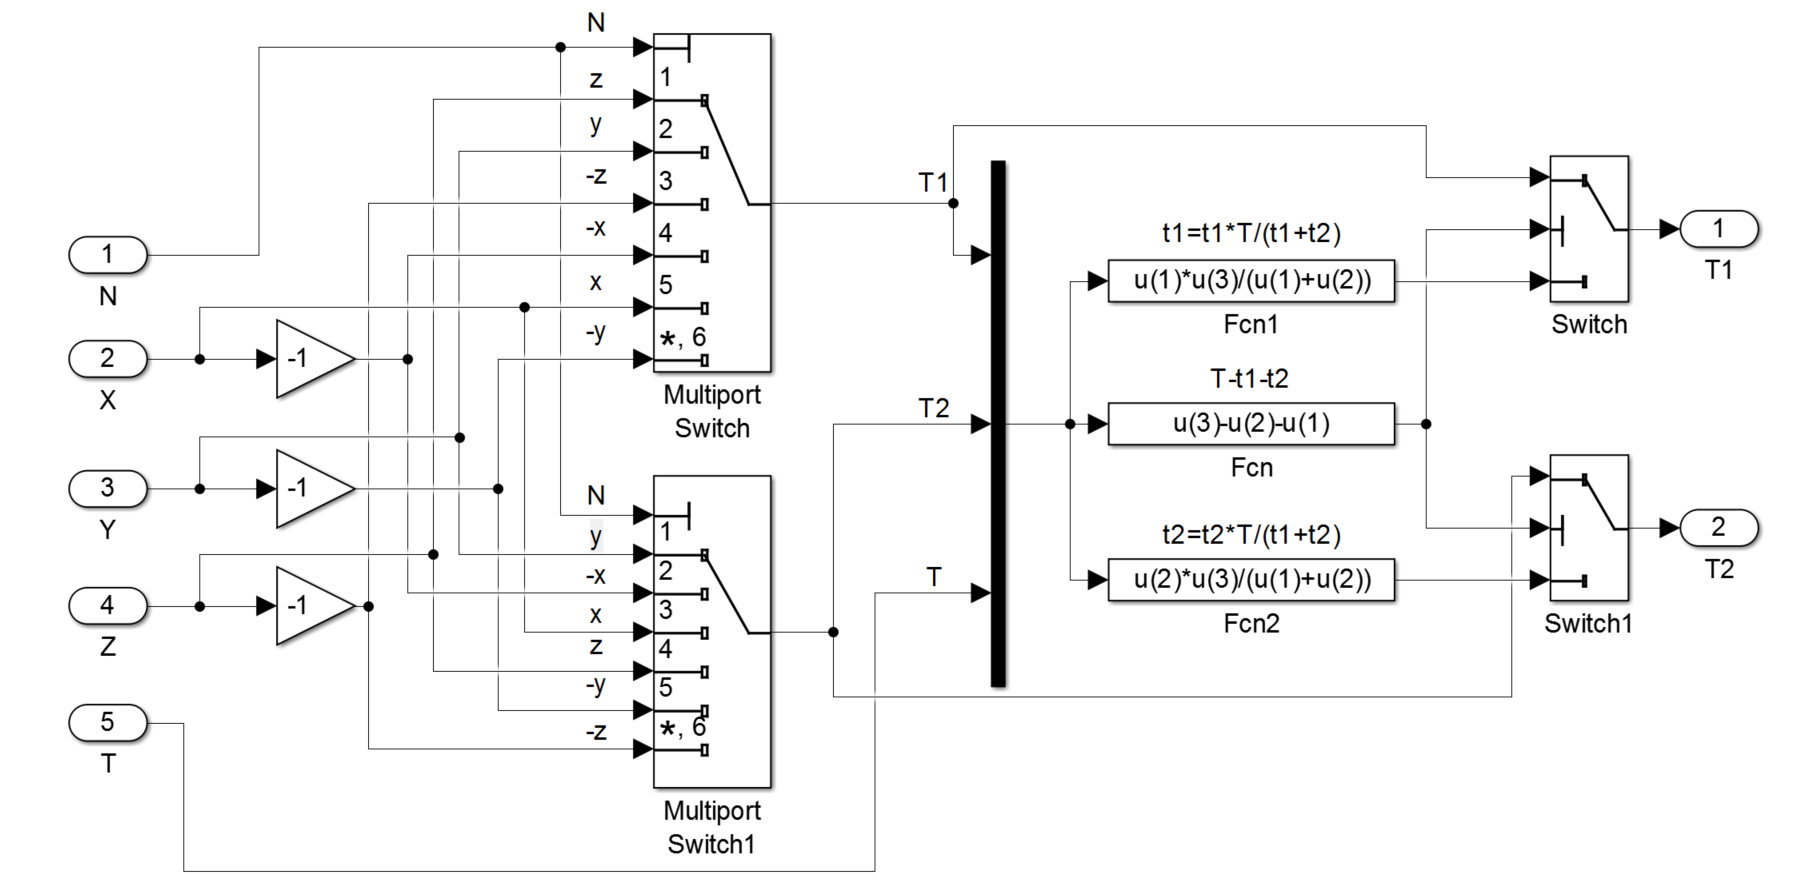 1
N
2
X
3
Y
4
Z
5
T
-1
-1
-1
N
z
y
-z
-x
x
-y
1
2
3
4
5
*, 6
Multiport
Switch
N
y
-x
x
z
-y
-z
1
2
3
4
5
*, 6
Multiport
Switch1
T1
T2
T
t1=t1*T/(t1+t2)
u(1)*u(3)/(u(1)+u(2))
Fcn1
T-t1-t2
u(3)-u(2)-u(1)
Fcn
t2=t2*T/(t1+t2)
u(2)*u(3)/(u(1)+u(2))
Fcn2
Switch
Switch1
1
T1
2
T2